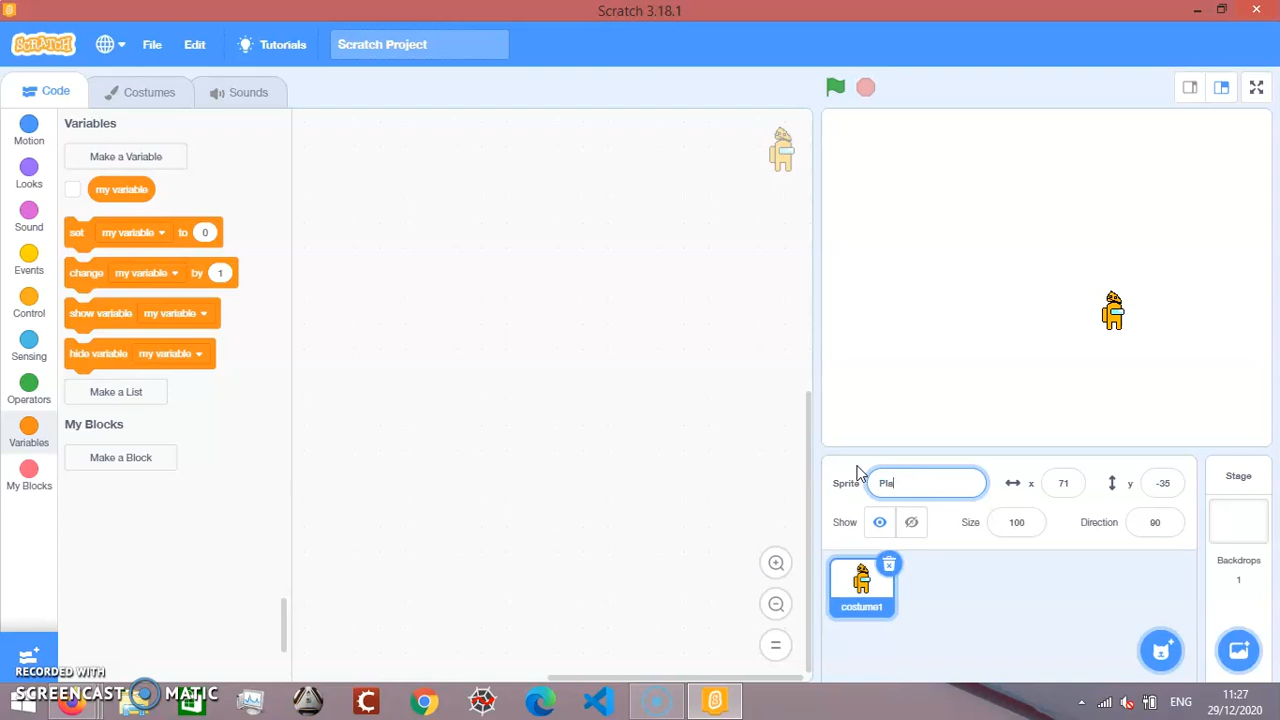 Scratch 3.18.1
SCRATCH File Edit Tutorials Scratch Project
Code Costumes Sounds
Motion
Looks
Sound
Events
Control
Sensing
Operators
Variables
My Blocks
Variables
Make a Variable
my variable
set my variable to 0
change my variable by 1
show variable my variable
hide variable my variable
Make a List
My Blocks
Make a Block
Sprite Pla x 71 y -35
Show Size 100 Direction 90
costume1
Stage
Backdrops
1
RECORDED WITH
SCREENCAST MATIC
ENG
11:27
29/12/2020